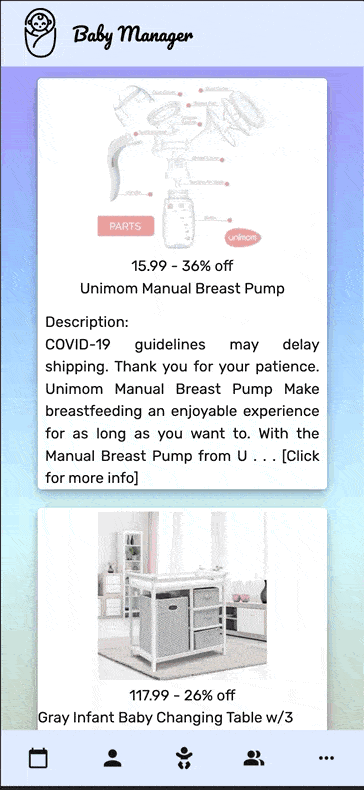 Baby Manager
PARTS
unimom
15.99 - 36% off
Unimom Manual Breast Pump
Description:
COVID-19 guidelines may delay
shipping. Thank you for your patience.
Unimom Manual Breast Pump Make
breastfeeding an enjoyable experience
for as long as you want to. With the
Manual Breast Pump from U . . . [Click
for more info]
117.99 - 26% off
Gray Infant Baby Changing Table w/3